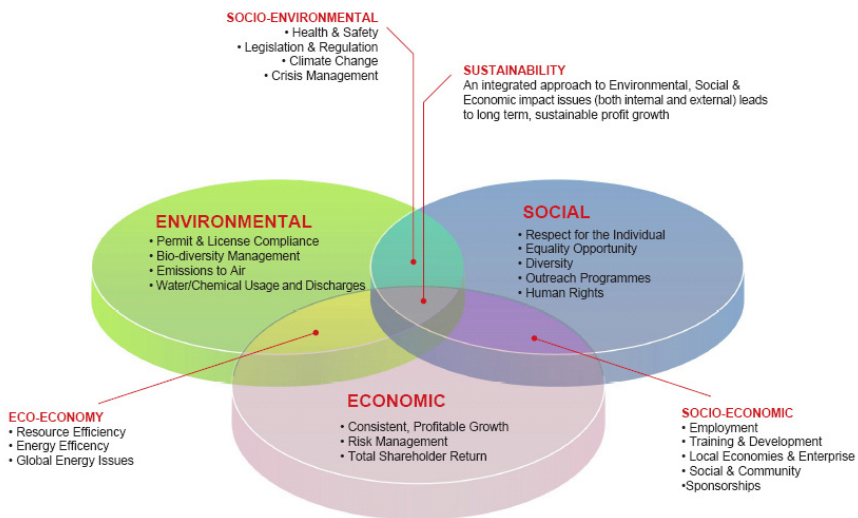 SOCIO-ENVIRONMENTAL
• Health & Safety
• Legislation & Regulation
• Climate Change
• Crisis Management
SUSTAINABILITY
An integrated approach to Environmental, Social &
Economic impact issues (both internal and external) leads
to long term, sustainable profit growth
ENVIRONMENTAL
• Permit & License Compliance
• Bio-diversity Management
• Emissions to Air
• Water/Chemical Usage and Discharges
SOCIAL
• Respect for the Individual
• Equality Opportunity
• Diversity
• Outreach Programmes
• Human Rights
ECO-ECONOMY
• Resource Efficiency
• Energy Efficency
• Global Energy Issues
ECONOMIC
• Consistent, Profitable Growth
• Risk Management
• Total Shareholder Return
SOCIO-ECONOMIC
• Employment
• Training & Development
• Local Economies & Enterprise
• Social & Community
•Sponsorships